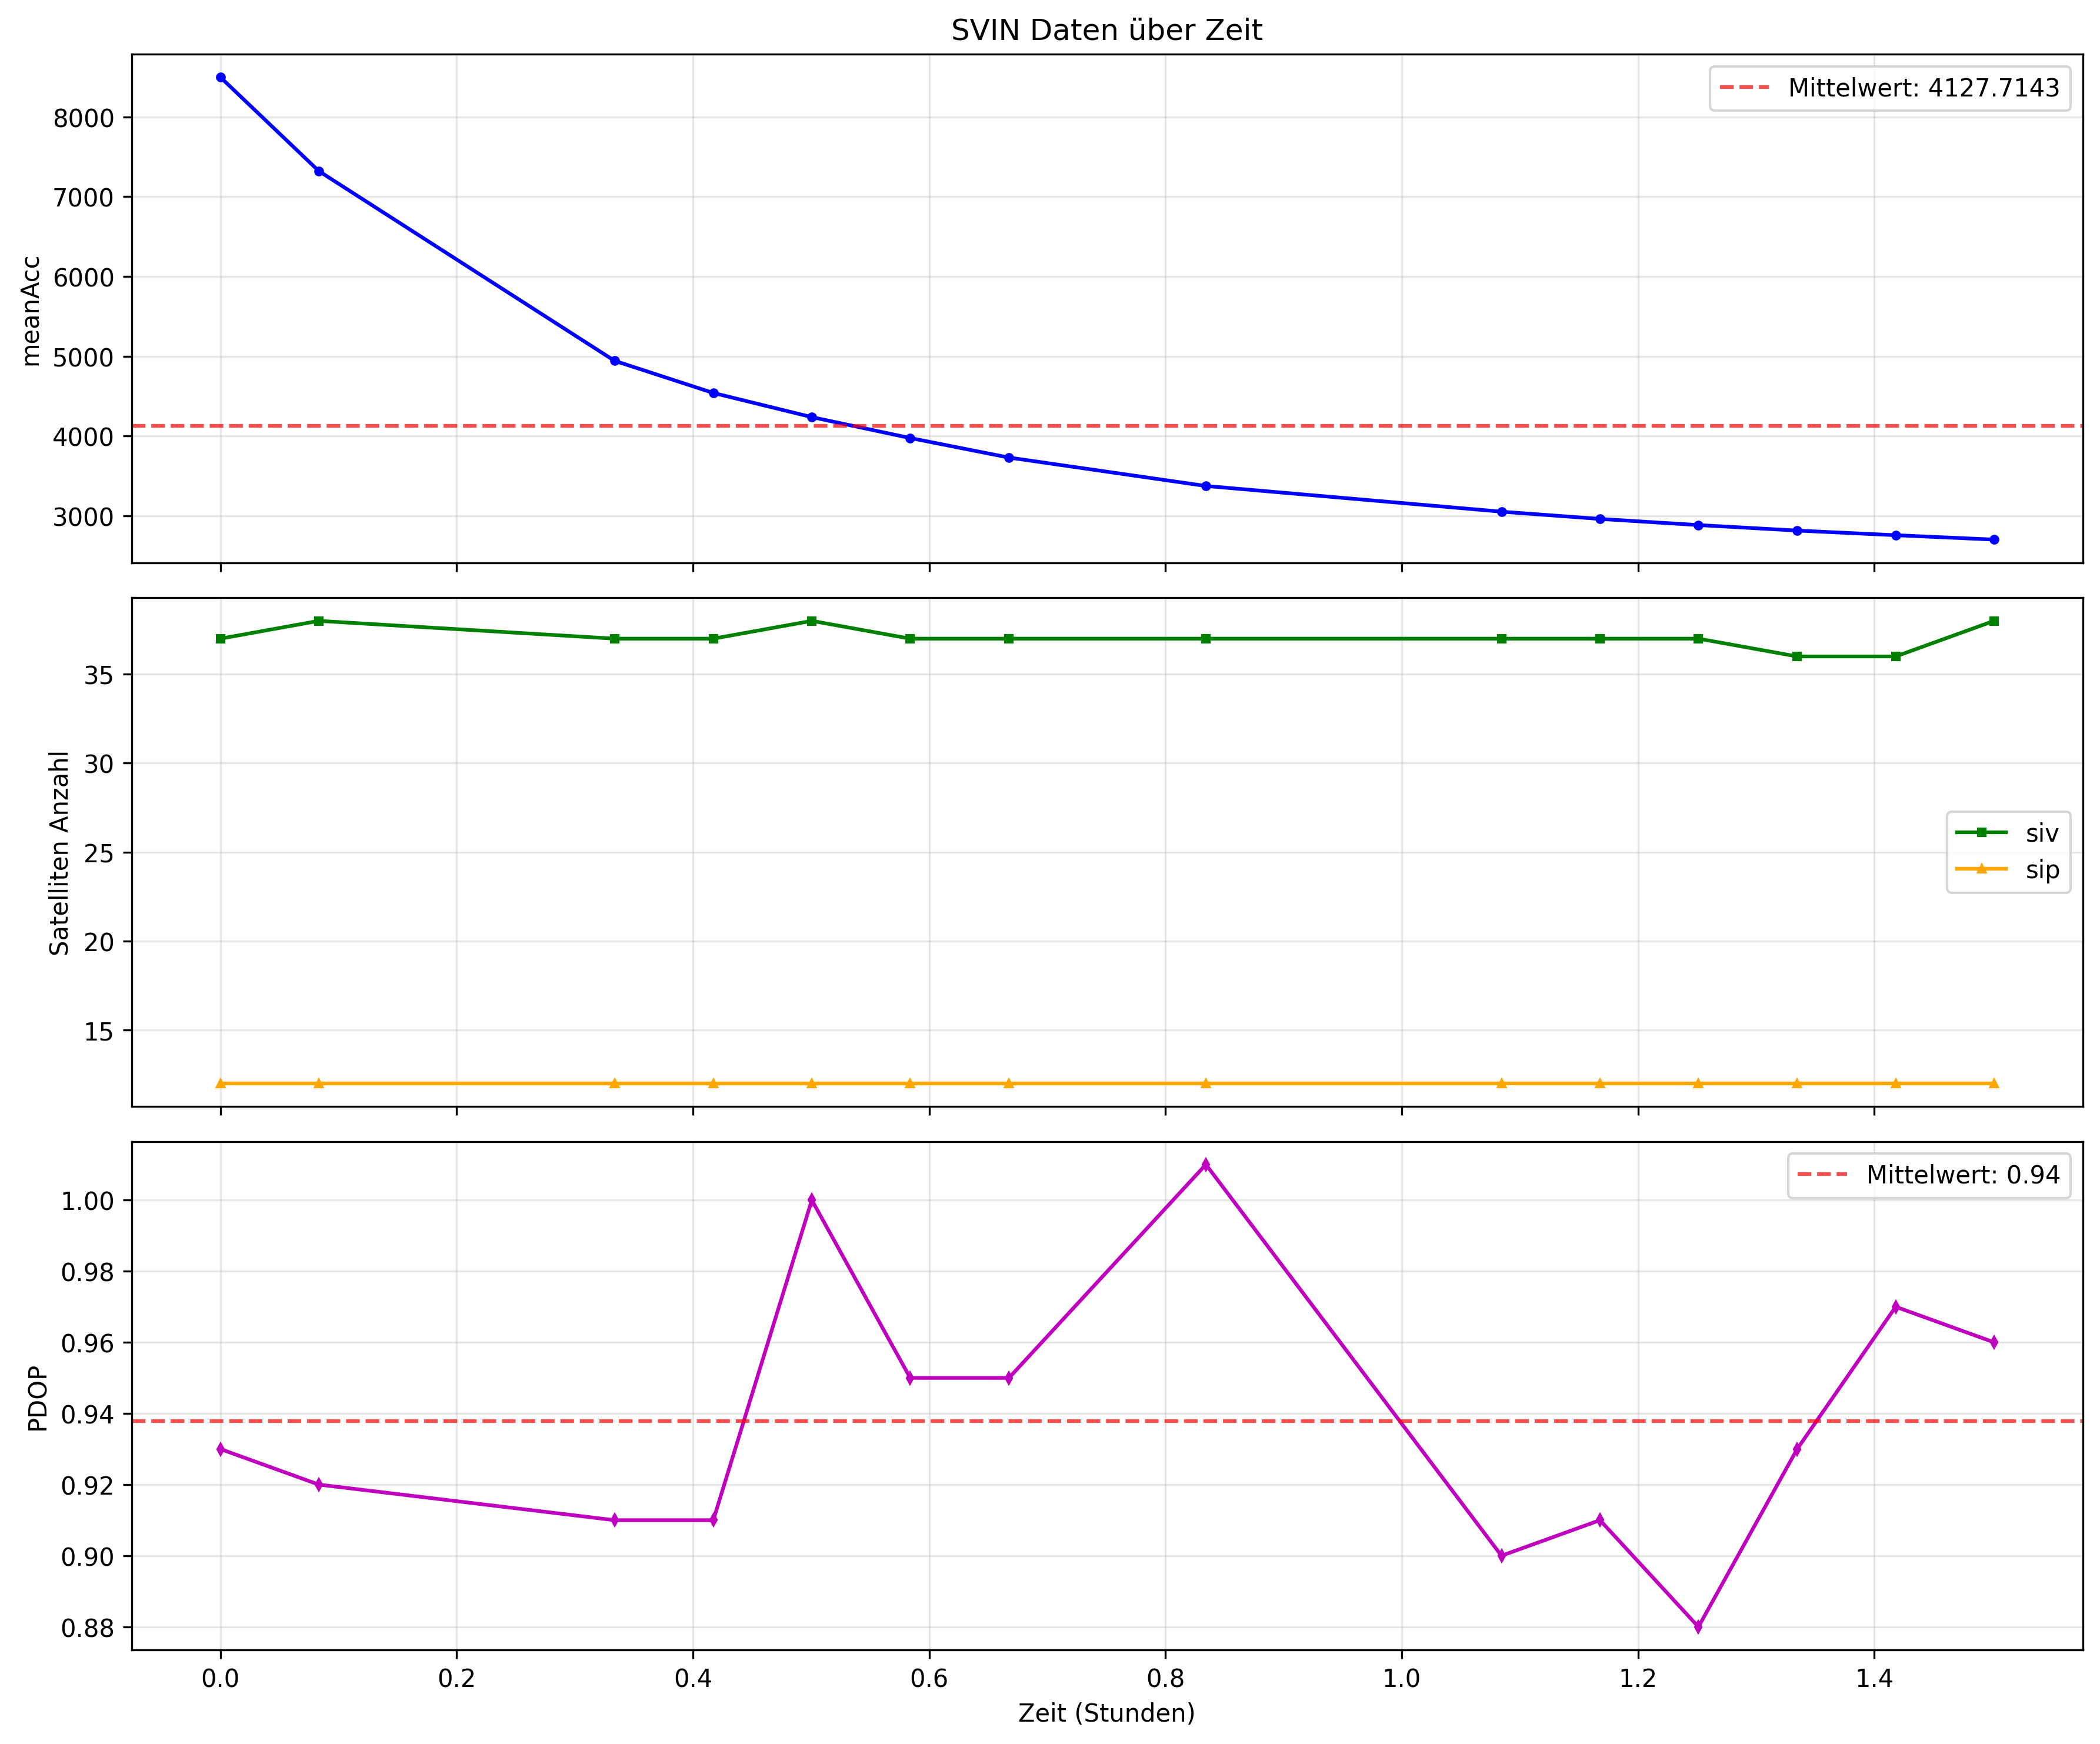 SVIN Daten über Zeit
meanAcc
8000
7000
6000
5000
4000
3000
Mittelwert: 4127.7143
Satelliten Anzahl
35
30
25
20
15
siv
sip
PDOP
1.00
0.98
0.96
0.94
0.92
0.90
0.88
Mittelwert: 0.94
0.0 0.2 0.4 0.6 0.8 1.0 1.2 1.4
Zeit (Stunden)